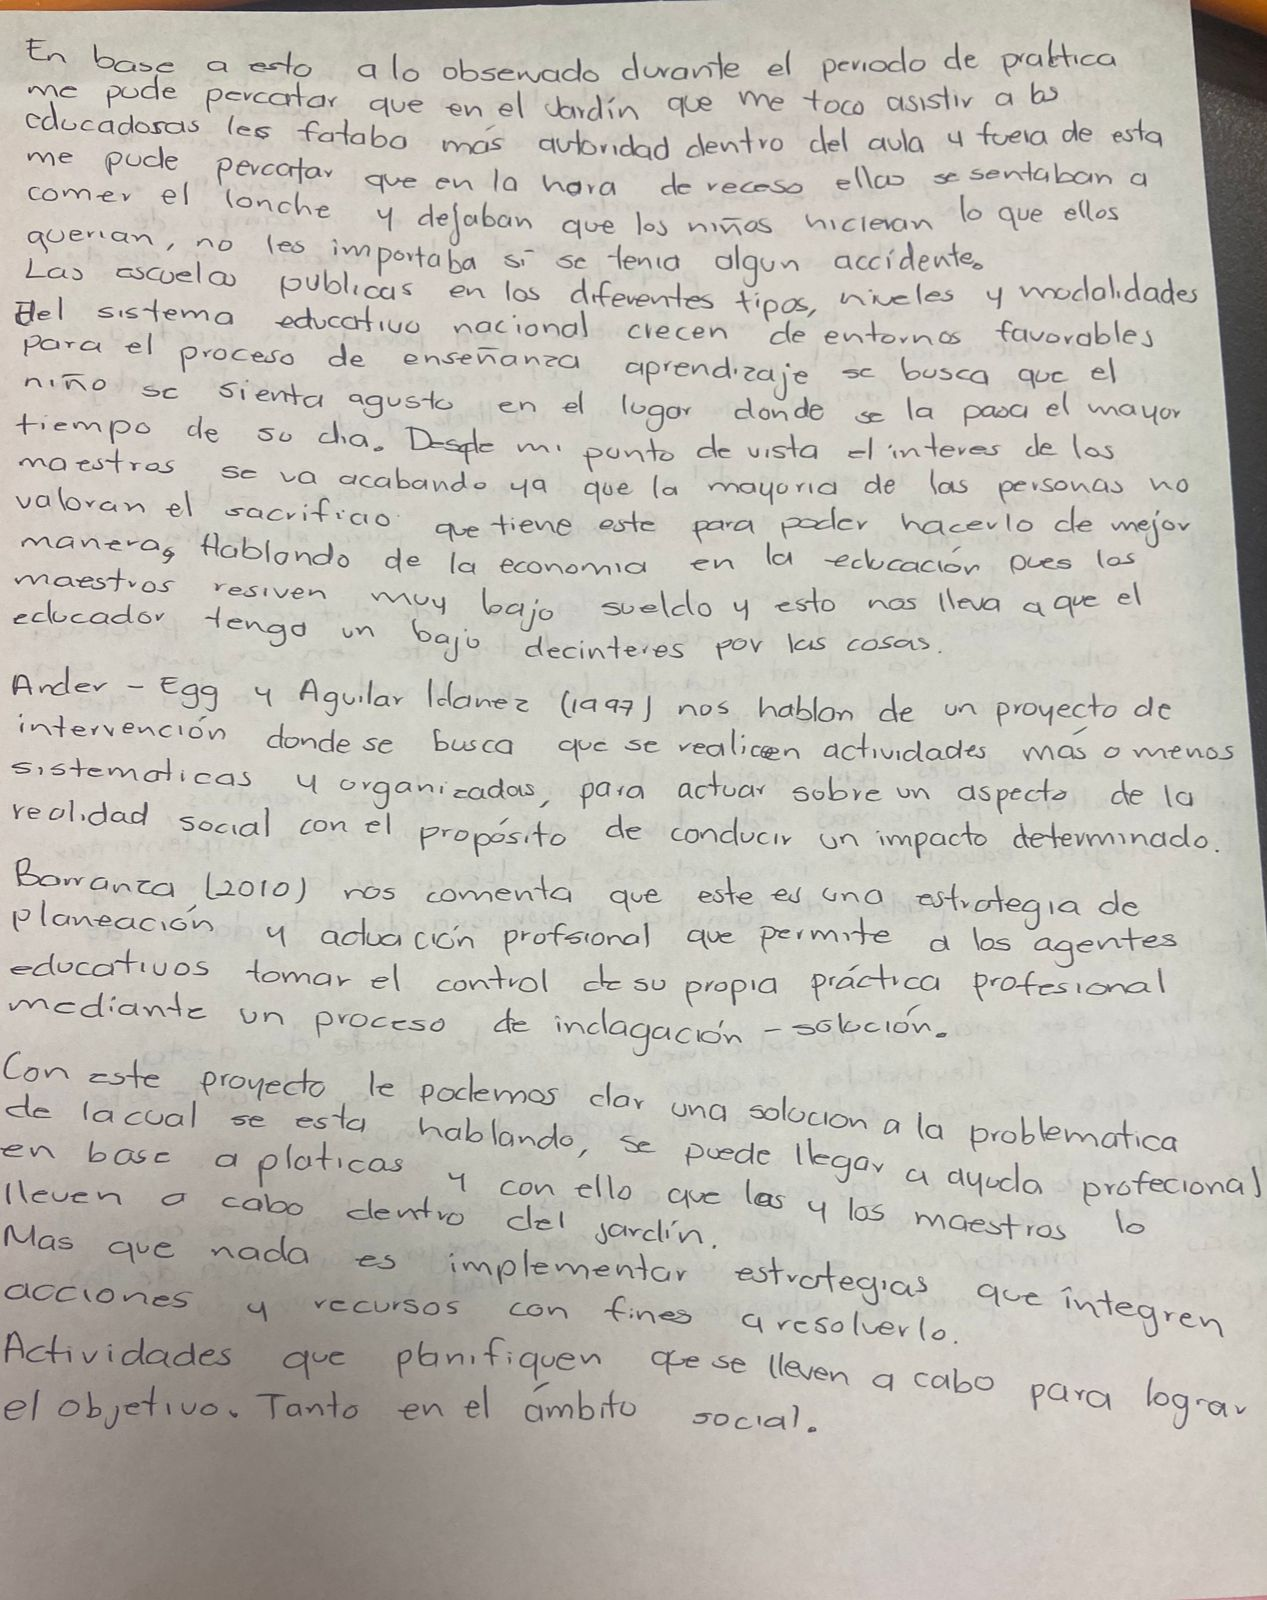 En base a esto a lo observado durante el periodo de praktica
me pude percatar que en el Jardín que me toco asistir a las
educadosas les fataba más autoridad dentro del aula y fuera de esta
me pude percatar que en la hora de receso ellas se sentaban a
comer el lonche y dejaban que los niños hicieran lo que ellos
querian, no les importaba si se tenia algun accidente.
Las escuelas publicas en los diferentes tipos, niveles y modalidades
del sistema educativo nacional crecen de entornos favorables
para el proceso de enseñanza aprendizaje se busca que el
niño se sienta agusto en el lugar donde se la pasa el mayor
tiempo de su dia. Desde mi punto de vista el interes de los
maestros se va acabando ya que la mayoria de las personas no
valoran el sacrificio que tiene este para poder hacerlo de mejor
manera, Hablando de la economia en la educación pues los
maestros resiven muy bajo sueldo y esto nos lleva a que el
educador tenga un bajo decinteres por las cosas.
Ander - Egg y Aguilar Idanez (1997) nos hablan de un proyecto de
intervención donde se busca que se realicen actividades más o menos
sistematicas y organizadas, para actuar sobre un aspecto de la
realidad social con el propósito de conducir un impacto determinado.
Barranza (2010) nos comenta que este es una estrategia de
planeación y actuación profsional que permite a los agentes
educativos tomar el control de su propia práctica profesional
mediante un proceso de indagación - solución.
Con este proyecto le podemos dar una solucion a la problematica
de la cual se esta hablando, se puede llegar a ayuda profecional
en base a platicas y con ello que las y los maestros lo
lleven a cabo dentro del jardín.
Mas que nada es implementar estrategias que integren
acciones y recursos con fines a resolverlo.
Actividades que planifiquen que se lleven a cabo para lograr
el objetivo. Tanto en el ámbito social.